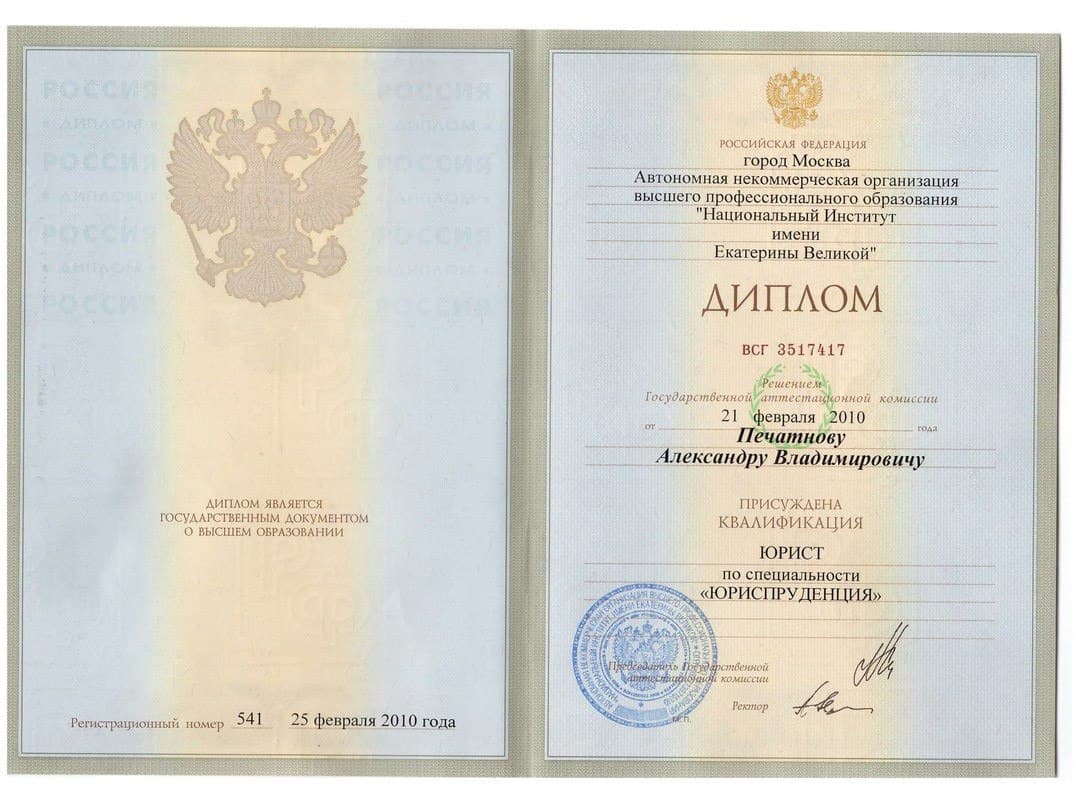 РОССИЯ РОССИЯ
ДИПЛОМ ДИПЛОМ
РОССИЯ РОССИЯ
ДИПЛОМ ДИПЛОМ
РОССИЯ РОССИЯ
ДИПЛОМ ДИПЛОМ
РОССИЯ РОССИЯ
ДИПЛОМ ЯВЛЯЕТСЯ
ГОСУДАРСТВЕННЫМ ДОКУМЕНТОМ
О ВЫСШЕМ ОБРАЗОВАНИИ
Регистрационный номер 541 25 февраля 2010 года
РОССИЙСКАЯ ФЕДЕРАЦИЯ
город Москва
Автономная некоммерческая организация
высшего профессионального образования
"Национальный Институт
имени
Екатерины Великой"
ДИПЛОМ
ВСГ 3517417
Решением
Государственной аттестационной комиссии
от 21 февраля 2010 года
Печатнову
Александру Владимировичу
ПРИСУЖДЕНА
КВАЛИФИКАЦИЯ
ЮРИСТ
по специальности
«ЮРИСПРУДЕНЦИЯ»
Председатель Государственной
аттестационной комиссии
Ректор
М.П.